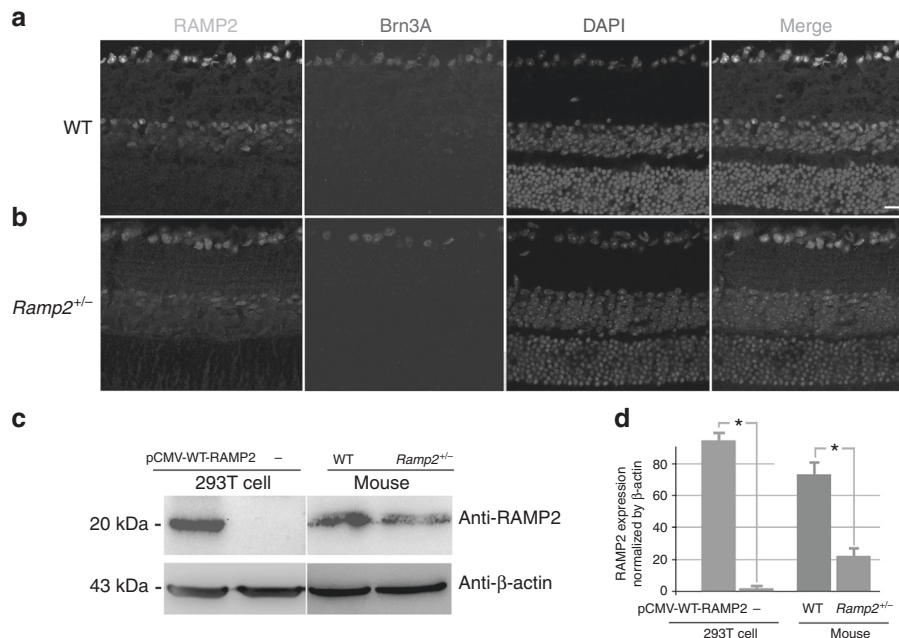 a
RAMP2 Brn3A DAPI Merge
WT
b
Ramp2+/–
c
pCMV-WT-RAMP2 – WT Ramp2+/–
293T cell Mouse
20 kDa Anti-RAMP2
43 kDa Anti-β-actin
d
RAMP2 expression
normalized by β-actin
80
60
40
20
0
* *
pCMV-WT-RAMP2 – WT Ramp2+/–
293T cell Mouse